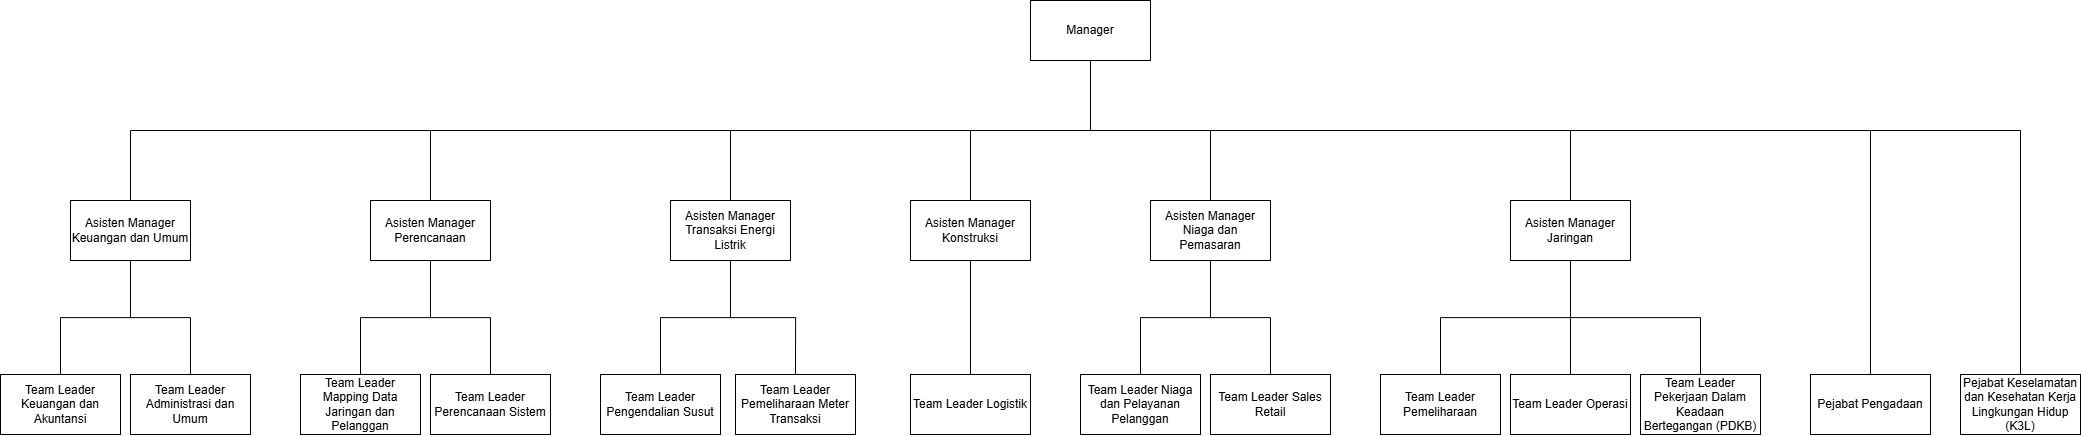 Manager
Asisten Manager
Keuangan dan Umum
Asisten Manager
Perencanaan
Asisten Manager
Transaksi Energi
Listrik
Asisten Manager
Konstruksi
Asisten Manager
Niaga dan
Pemasaran
Asisten Manager
Jaringan
Team Leader
Keuangan dan
Akuntansi
Team Leader
Administrasi dan
Umum
Team Leader
Mapping Data
Jaringan dan
Pelanggan
Team Leader
Perencanaan Sistem
Team Leader
Pengendalian Susut
Team Leader
Pemeliharaan Meter
Transaksi
Team Leader Logistik
Team Leader Niaga
dan Pelayanan
Pelanggan
Team Leader Sales
Retail
Team Leader
Pemeliharaan
Team Leader Operasi
Team Leader
Pekerjaan Dalam
Keadaan
Bertegangan (PDKB)
Pejabat Pengadaan
Pejabat Keselamatan
dan Kesehatan Kerja
Lingkungan Hidup
(K3L)